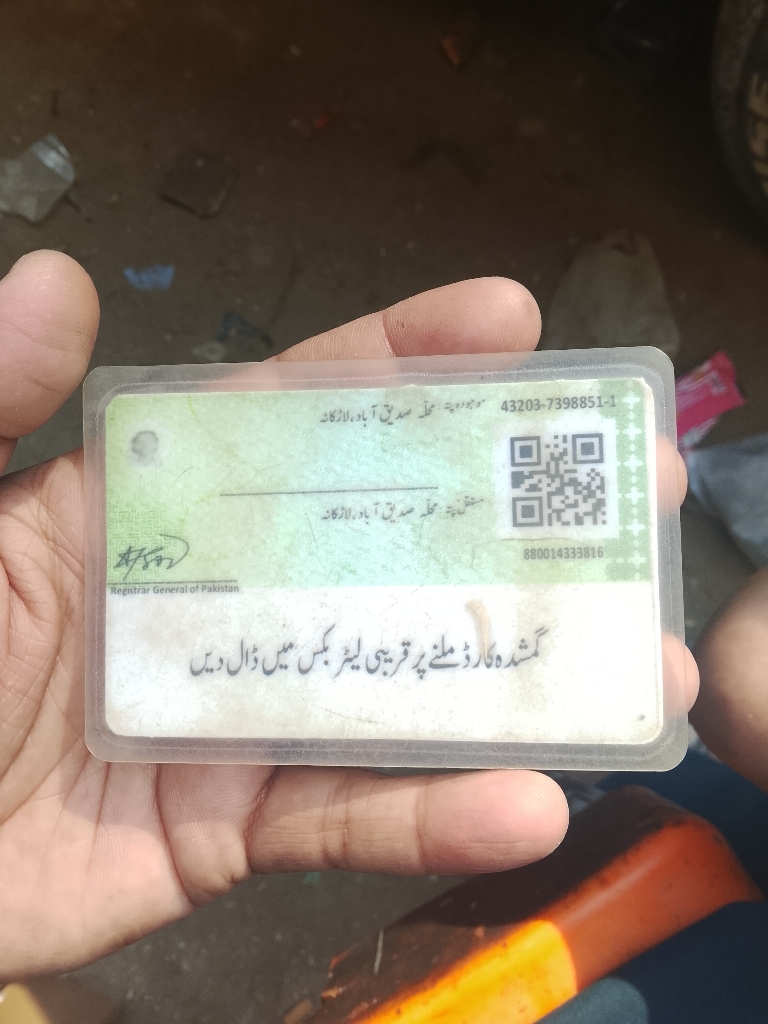 43203-7398851-1
موجودہ پتہ: محلہ صدیق آباد، لاڑکانہ
مستقل پتہ: محلہ صدیق آباد، لاڑکانہ
880014333816
Registrar General of Pakistan
گمشدہ کارڈ ملنے پر قریبی لیٹر بکس میں ڈال دیں